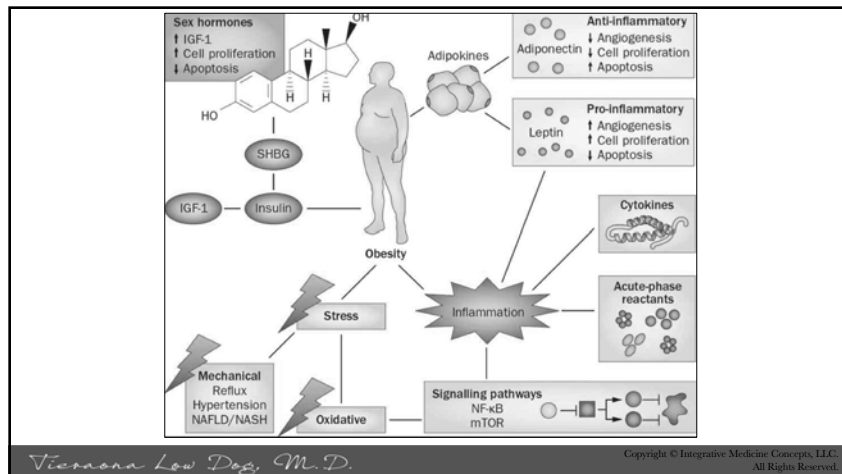 Sex hormones
↑ IGF-1
↑ Cell proliferation
↓ Apoptosis
OH
H
H
H
HO
SHBG
IGF-1
Insulin
Obesity
Adipokines
Anti-inflammatory
Adiponectin
↓ Angiogenesis
↓ Cell proliferation
↑ Apoptosis
Pro-inflammatory
Leptin
↑ Angiogenesis
↑ Cell proliferation
↓ Apoptosis
Cytokines
Acute-phase
reactants
Inflammation
Stress
Mechanical
Reflux
Hypertension
NAFLD/NASH
Oxidative
Signalling pathways
NF-κB
mTOR
Tieraona Low Dog, M.D.
Copyright © Integrative Medicine Concepts, LLC.
All Rights Reserved.